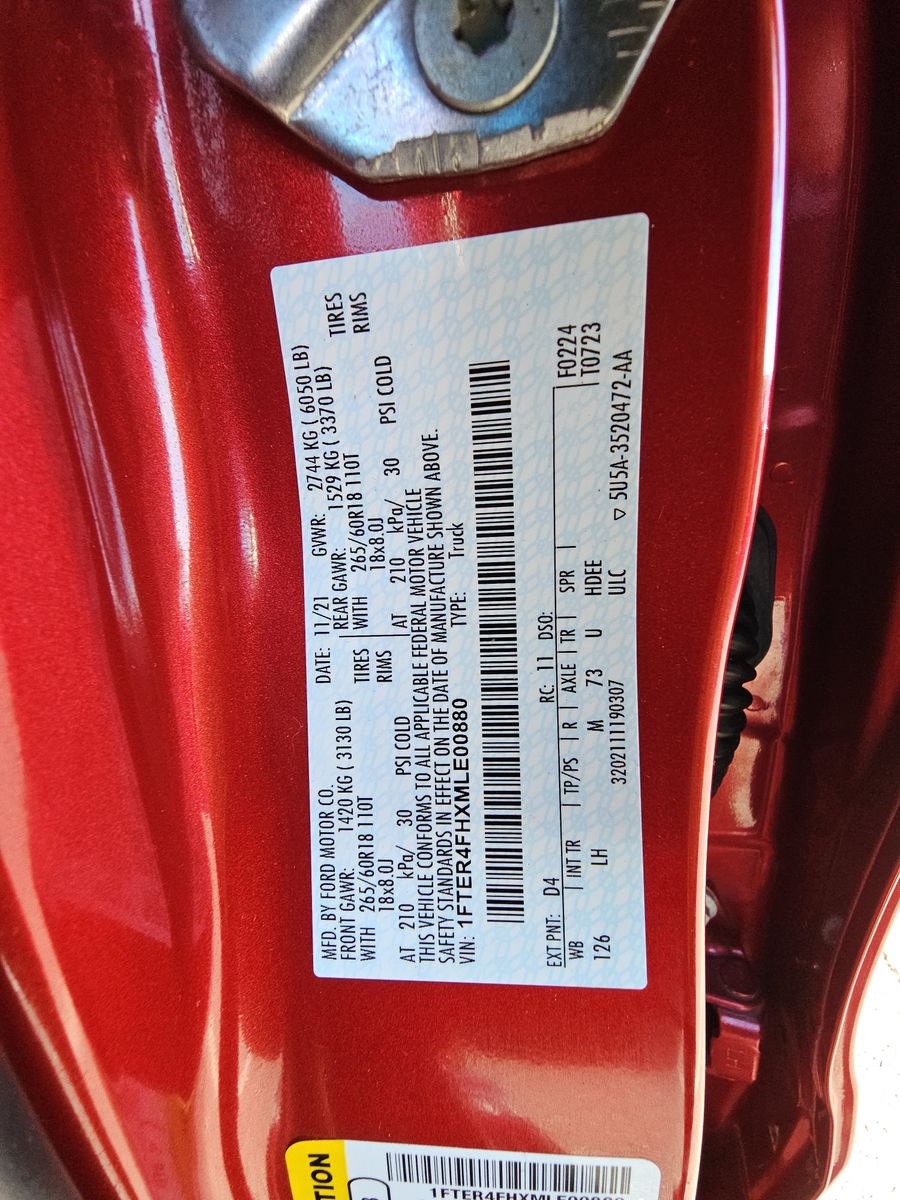 MFD. BY FORD MOTOR CO. DATE: 11/21 GVWR: 2744 KG ( 6050 LB)
FRONT GAWR: 1420 KG ( 3130 LB) REAR GAWR: 1529 KG ( 3370 LB)
WITH 265/60R18 110T TIRES WITH 265/60R18 110T TIRES
18x8.0J RIMS 18x8.0J RIMS
AT 210 kPa/ 30 PSI COLD AT 210 kPa/ 30 PSI COLD
THIS VEHICLE CONFORMS TO ALL APPLICABLE FEDERAL MOTOR VEHICLE
SAFETY STANDARDS IN EFFECT ON THE DATE OF MANUFACTURE SHOWN ABOVE.
VIN: 1FTER4FHXMLE00880 TYPE: Truck
EXT PNT: D4 RC: 11 DSO: F0224
WB INT TR TP/PS R AXLE TR SPR T0723
126 LH M 73 U HDEE
3202111190307 ULC ▽ 5U5A-3520472-AA
TION
1FTER4FHXMLE00880